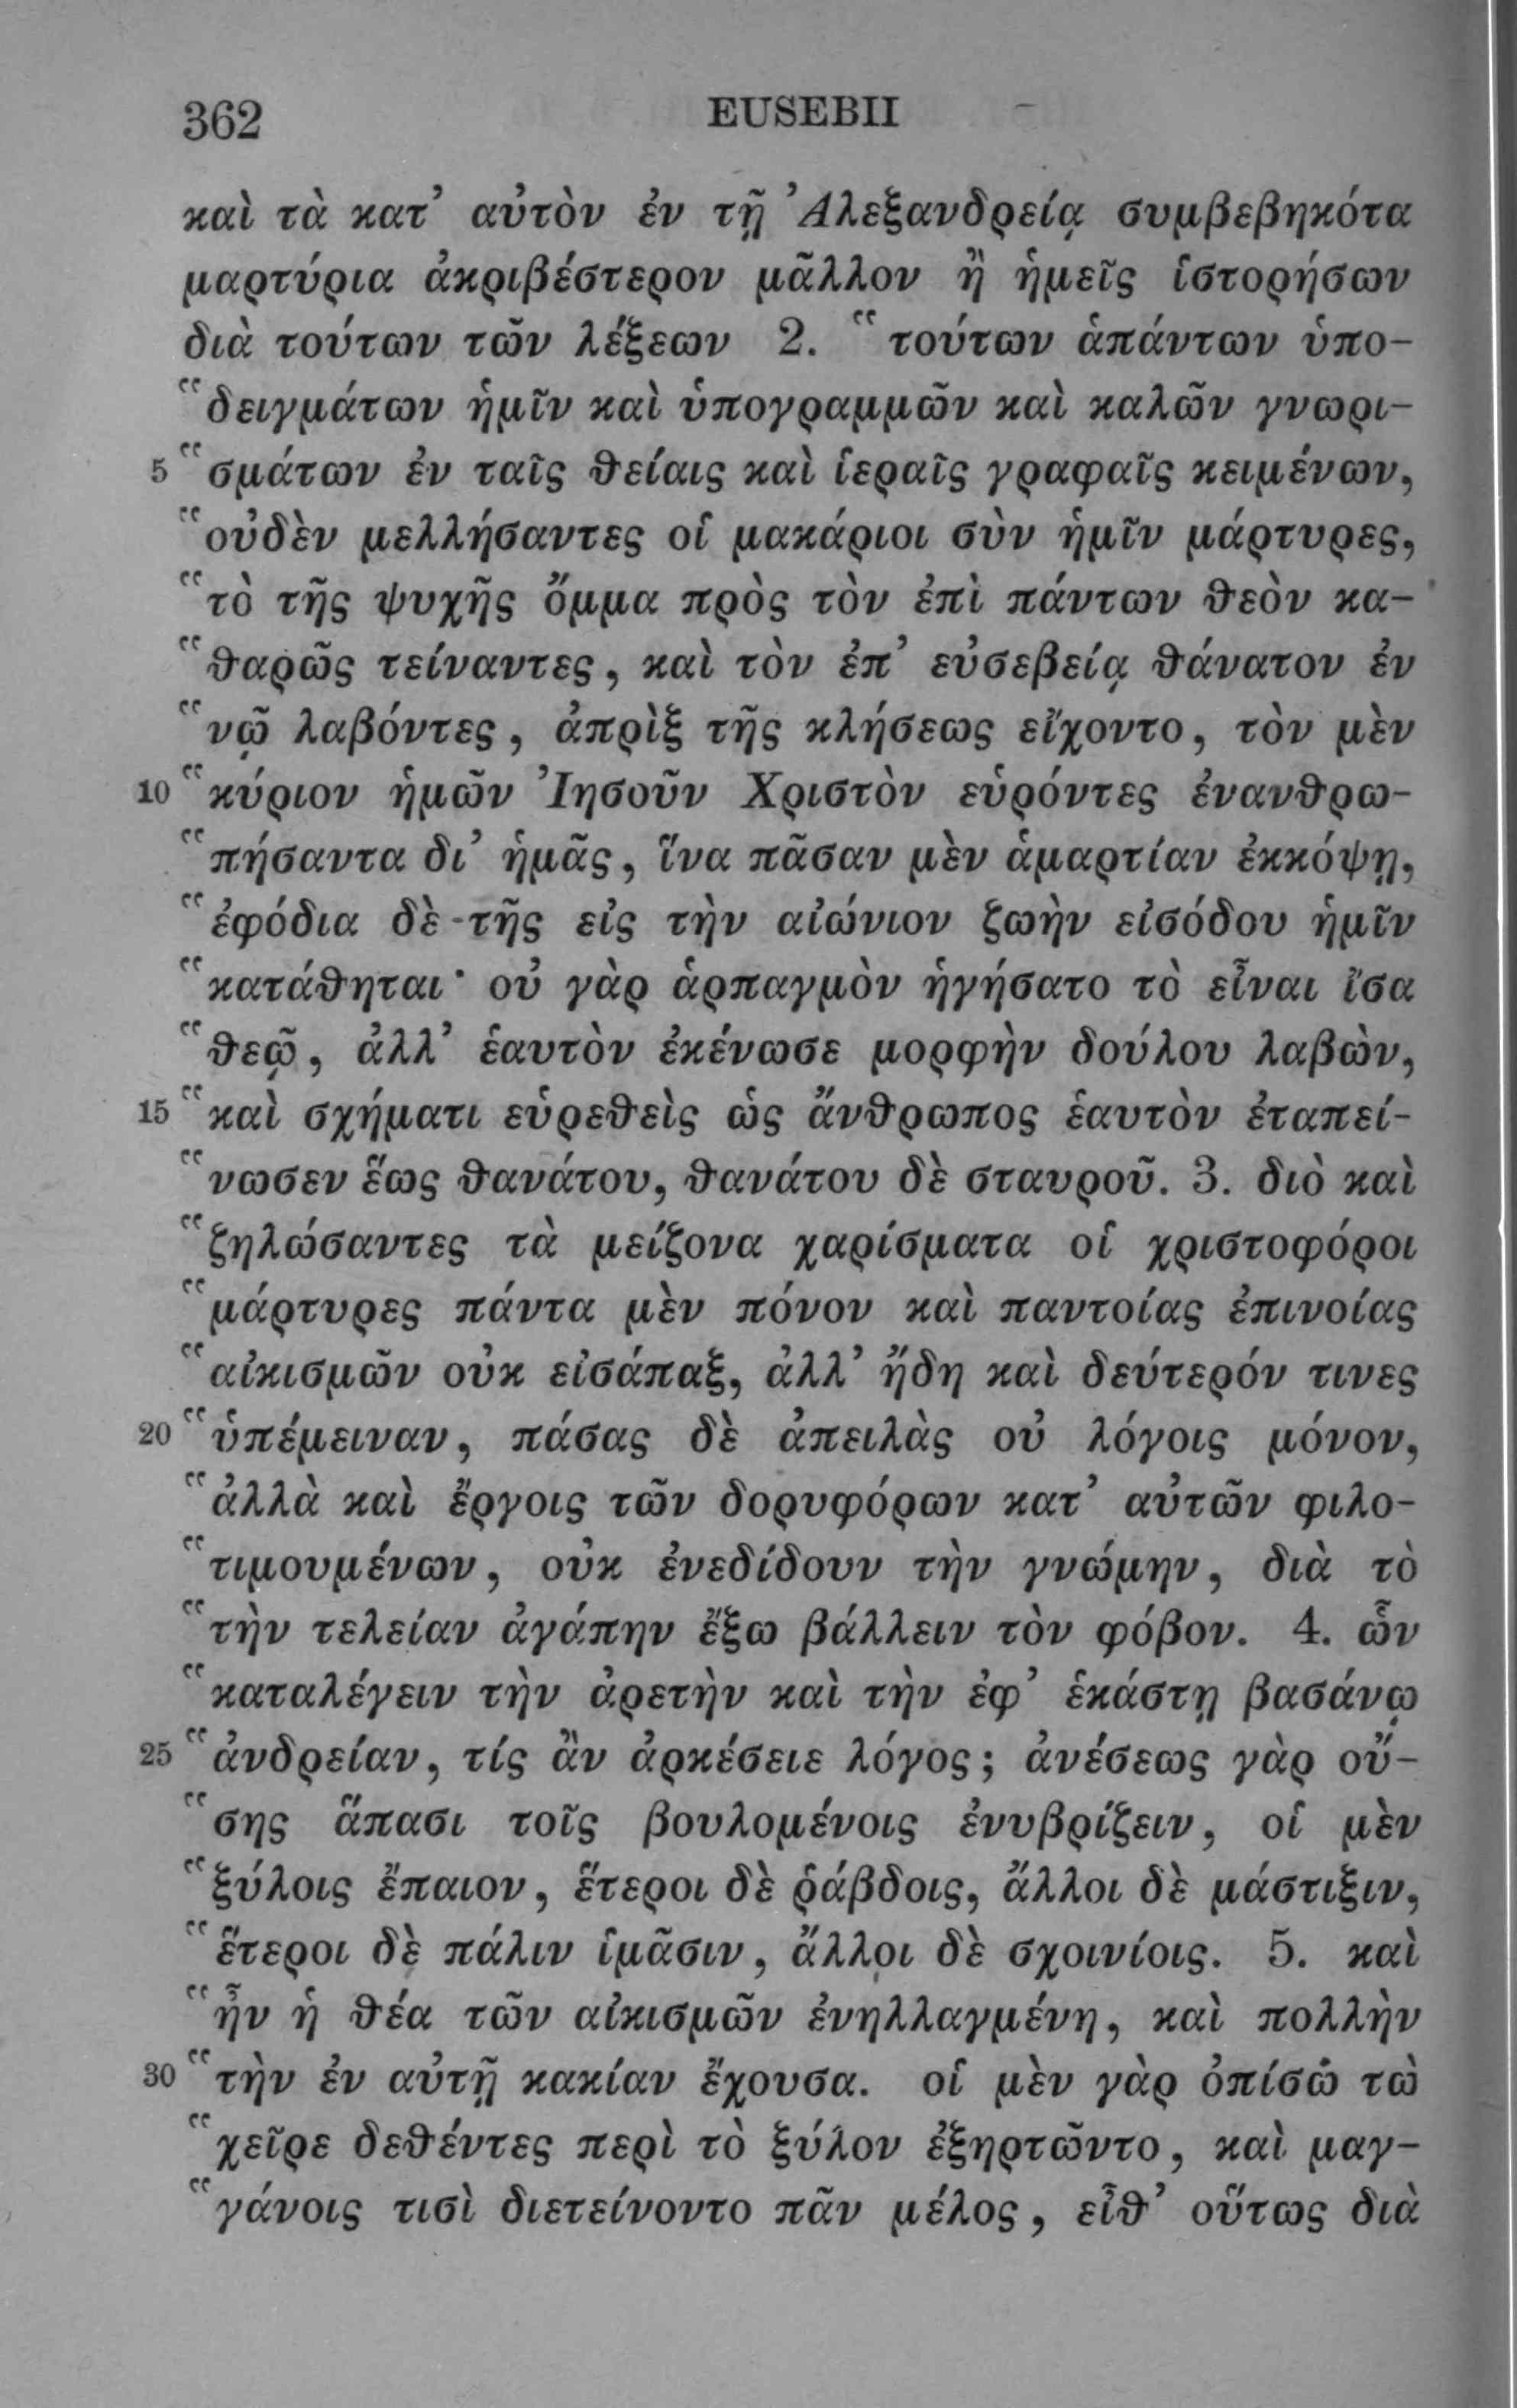 362 EUSEBII
καὶ τὰ κατ’ αὐτὸν ἐν τῇ Ἀλεξανδρείᾳ συμβεβηκότα
μαρτύρια ἀκριβέστερον μᾶλλον ἢ ἡμεῖς ἱστορήσων
διὰ τούτων τῶν λέξεων 2. “τούτων ἁπάντων ὑπο-
“δειγμάτων ἡμῖν καὶ ὑπογραμμῶν καὶ καλῶν γνωρι-
5 “σμάτων ἐν ταῖς θείαις καὶ ἱεραῖς γραφαῖς κειμένων,
“οὐδὲν μελλήσαντες οἱ μακάριοι σὺν ἡμῖν μάρτυρες,
“τὸ τῆς ψυχῆς ὄμμα πρὸς τὸν ἐπὶ πάντων θεὸν κα-
“θαρῶς τείναντες, καὶ τὸν ἐπ’ εὐσεβείᾳ θάνατον ἐν
“νῷ λαβόντες, ἀπρὶξ τῆς κλήσεως εἴχοντο, τὸν μὲν
10 “κύριον ἡμῶν Ἰησοῦν Χριστὸν εὑρόντες ἐνανθρω-
“πήσαντα δι’ ἡμᾶς, ἵνα πᾶσαν μὲν ἁμαρτίαν ἐκκόψῃ,
“ἐφόδια δὲ τῆς εἰς τὴν αἰώνιον ζωὴν εἰσόδου ἡμῖν
“κατάθηται· οὐ γὰρ ἁρπαγμὸν ἡγήσατο τὸ εἶναι ἴσα
“θεῷ, ἀλλ’ ἑαυτὸν ἐκένωσε μορφὴν δούλου λαβὼν,
15 “καὶ σχήματι εὑρεθεὶς ὡς ἄνθρωπος ἑαυτὸν ἐταπεί-
“νωσεν ἕως θανάτου, θανάτου δὲ σταυροῦ. 3. διὸ καὶ
“ζηλώσαντες τὰ μείζονα χαρίσματα οἱ χριστοφόροι
“μάρτυρες πάντα μὲν πόνον καὶ παντοίας ἐπινοίας
“αἰκισμῶν οὐκ εἰσάπαξ, ἀλλ’ ἤδη καὶ δεύτερόν τινες
20 “ὑπέμειναν, πάσας δὲ ἀπειλὰς οὐ λόγοις μόνον,
“ἀλλὰ καὶ ἔργοις τῶν δορυφόρων κατ’ αὐτῶν φιλο-
“τιμουμένων, οὐκ ἐνεδίδουν τὴν γνώμην, διὰ τὸ
“τὴν τελείαν ἀγάπην ἔξω βάλλειν τὸν φόβον. 4. ὧν
“καταλέγειν τὴν ἀρετὴν καὶ τὴν ἐφ’ ἑκάστῃ βασάνῳ
25 “ἀνδρείαν, τίς ἂν ἀρκέσειε λόγος; ἀνέσεως γὰρ οὔ-
“σης ἅπασι τοῖς βουλομένοις ἐνυβρίζειν, οἱ μὲν
“ξύλοις ἔπαιον, ἕτεροι δὲ ῥάβδοις, ἄλλοι δὲ μάστιξιν,
“ἕτεροι δὲ πάλιν ἱμᾶσιν, ἄλλοι δὲ σχοινίοις. 5. καὶ
“ἦν ἡ θέα τῶν αἰκισμῶν ἐνηλλαγμένη, καὶ πολλὴν
30 “τὴν ἐν αὐτῇ κακίαν ἔχουσα. οἱ μὲν γὰρ ὀπίσω τὼ
“χεῖρε δεθέντες περὶ τὸ ξύλον ἐξηρτῶντο, καὶ μαγ-
“γάνοις τισὶ διετείνοντο πᾶν μέλος, εἶθ’ οὕτως διὰ